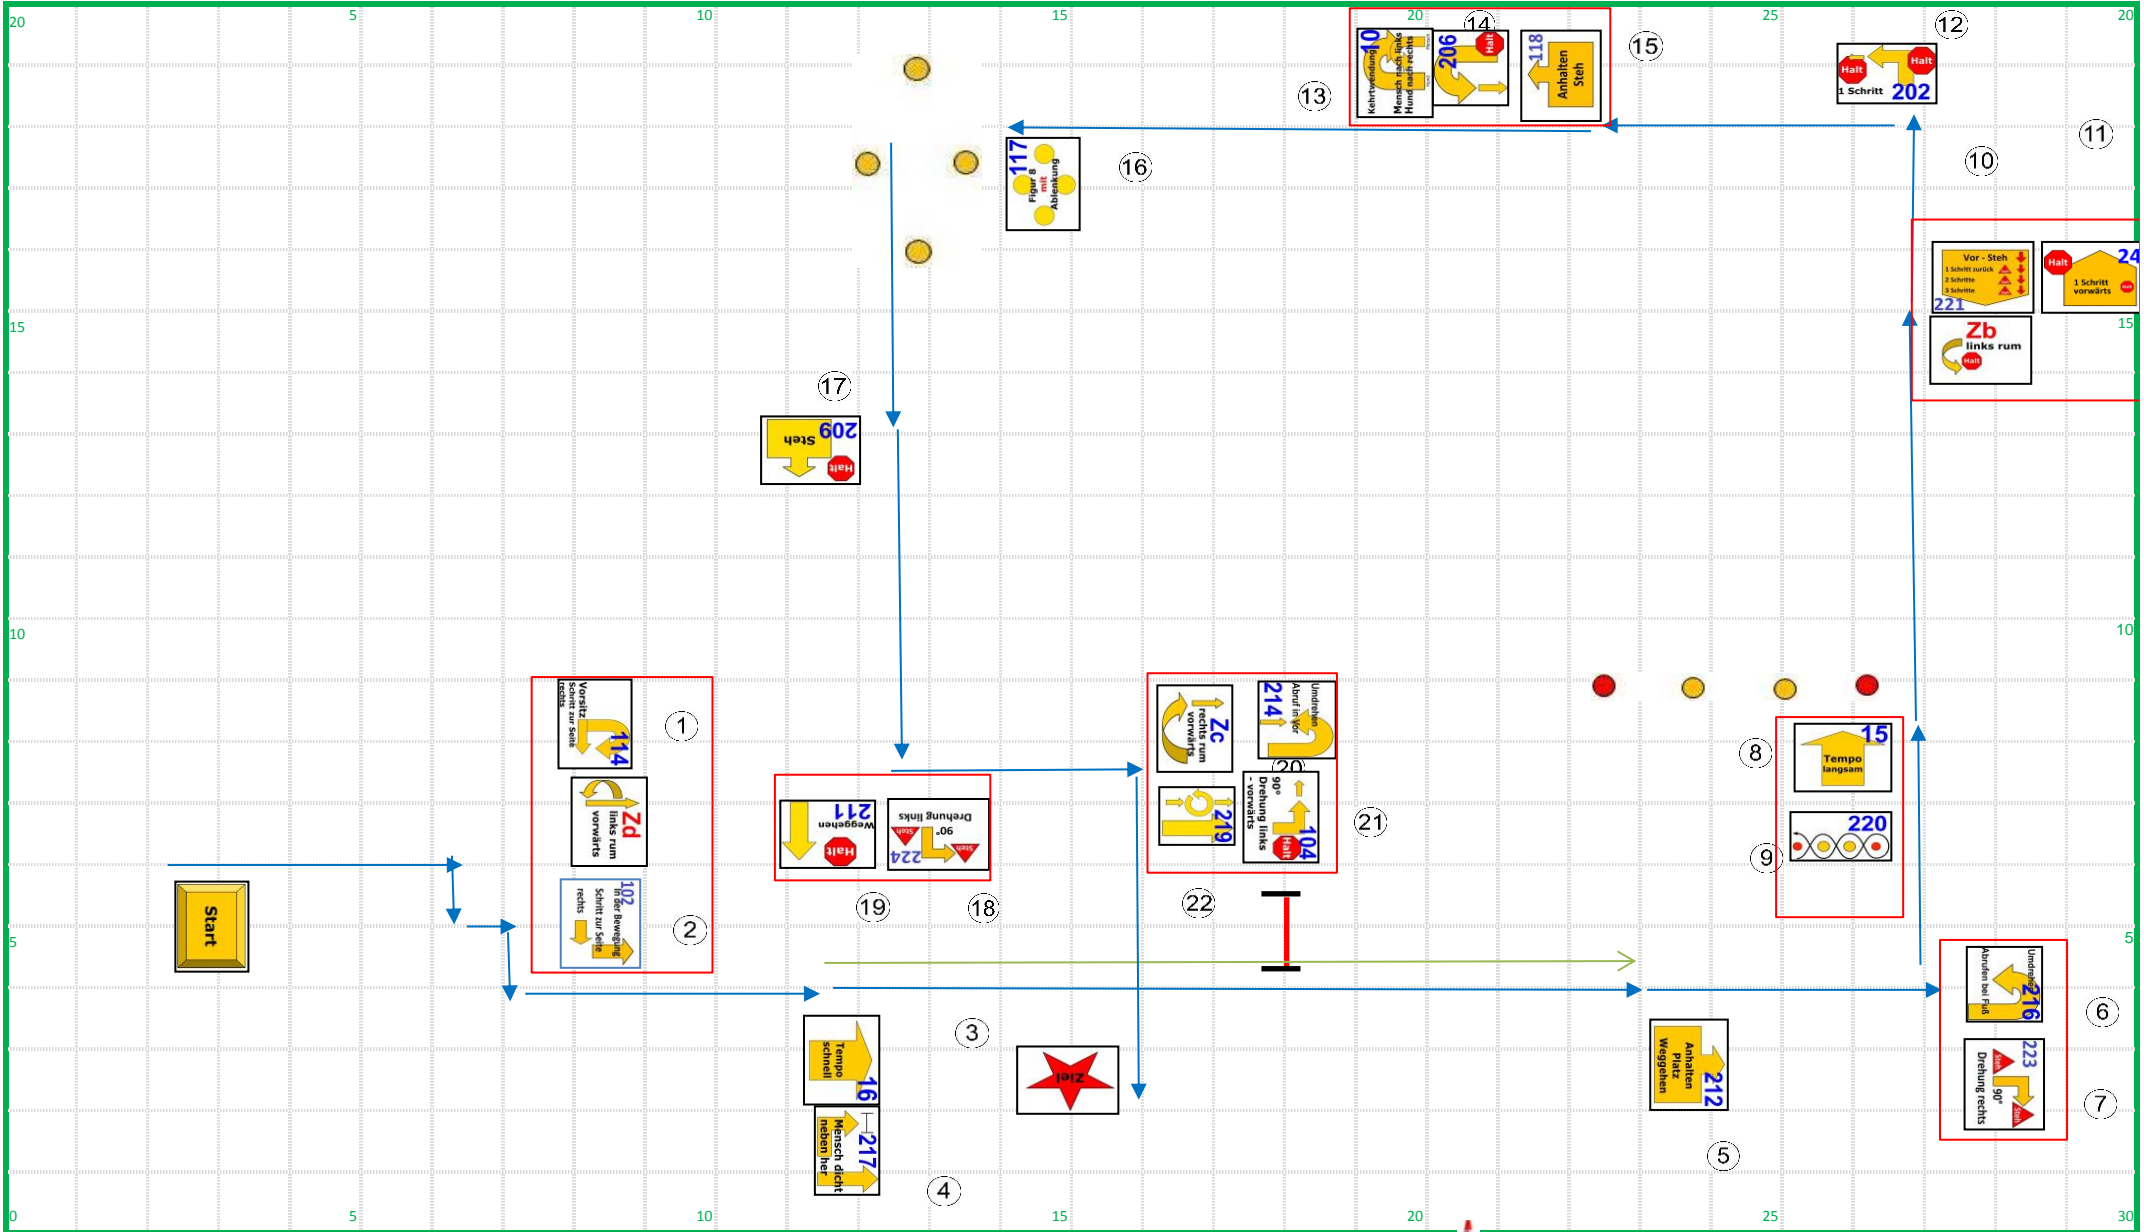 20
5
10
15
20
25
20
10
Kehrtwendung
Mensch nach links
Hund nach rechts
14
206
Halt
118
Anhalten
Steh
15
13
12
Halt
Halt
1 Schritt
202
11
10
117
Figur 8
mit
Ablenkung
16
Vor - Steh
1 Schritt zurück
2 Schritte
3 Schritte
221
Halt
24
1 Schritt
vorwärts
Halt
15
15
Zb
links rum
Halt
17
209
Steh
Halt
10
10
Vorsitz
Schritt zur Seite
rechts
114
1
Zd
links rum
vorwärts
102
In der Bewegung
Schritt zur Seite
rechts
2
211
Weggehen
Halt
Drehung links
90°
Steh
Steh
224
19
18
Zc
rechts rum
vorwärts
Umdrehen
Abruf in Vor
214
20
219
90°
Drehung links
- vorwärts
Halt
104
21
22
8
15
Tempo
langsam
220
9
Start
5
5
Umdrehen
Abrufen bei Fuß
216
6
223
Steh
90°
Steh
Drehung rechts
7
3
Tempo
schnell
16
Mensch dicht
neben her
217
4
Ziel
Anhalten
Platz
Weggehen
212
5
0
5
10
15
20
25
30